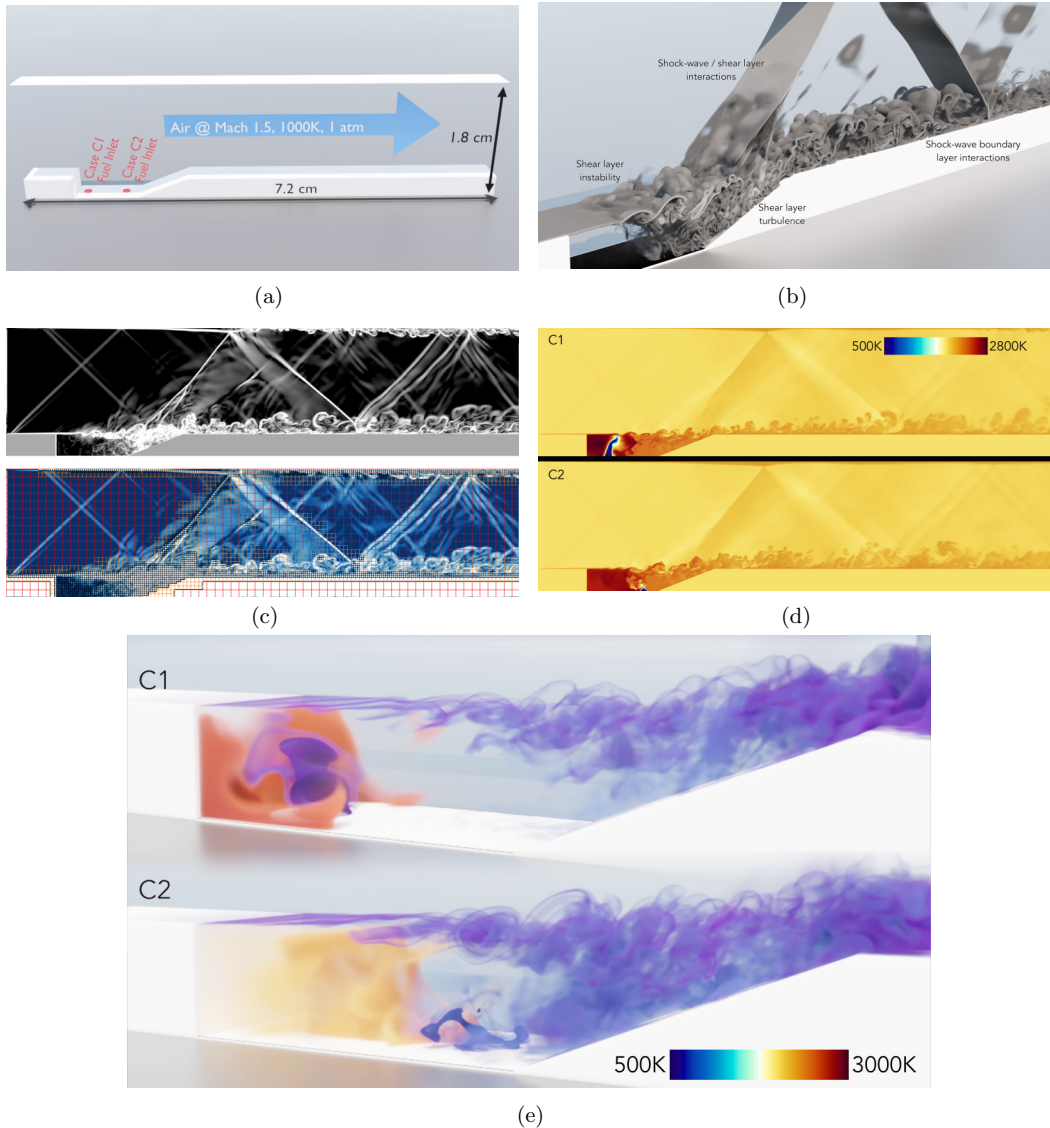 Case C1
Fuel Inlet
Case C2
Fuel Inlet
Air @ Mach 1.5, 1000K, 1 atm
1.8 cm
7.2 cm
(a)
Shock-wave / shear layer
interactions
Shear layer
instability
Shock-wave boundary
layer interactions
Shear layer
turbulence
(b)
(c)
C1
500K
2800K
C2
(d)
C1
C2
500K
3000K
(e)